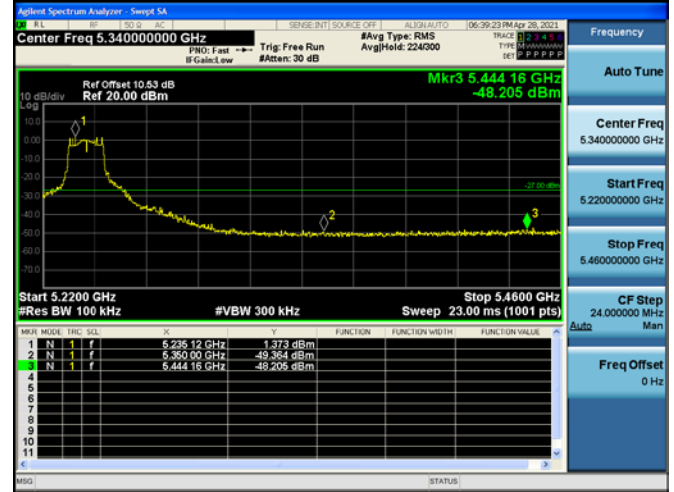 Agilent Spectrum Analyzer - Swept SA
RL RF 50 Ω AC SENSE:INT SOURCE OFF ALIGN AUTO 06:39:23 PM Apr 28, 2021
Center Freq 5.340000000 GHz
PNO: Fast
IFGain:Low
Trig: Free Run
#Atten: 30 dB
#Avg Type: RMS
Avg|Hold: 224/300
TRACE 1 2 3 4 5 6
TYPE M
DET P P P P P P
Frequency
Mkr3 5.444 16 GHz
-48.205 dBm
Ref Offset 10.53 dB
10 dB/div Ref 20.00 dBm
Log
10.0
0.00
-10.0
-20.0
-30.0
-40.0
-50.0
-60.0
-70.0
1
2
3
-27.00 dBm
Start 5.2200 GHz Stop 5.4600 GHz
#Res BW 100 kHz #VBW 300 kHz Sweep 23.00 ms (1001 pts)
MKR MODE TRC SCL X Y FUNCTION FUNCTION WIDTH FUNCTION VALUE
1 N 1 f 5.235 12 GHz 1.373 dBm
2 N 1 f 5.350 00 GHz -49.364 dBm
3 N 1 f 5.444 16 GHz -48.205 dBm
4
5
6
7
8
9
10
11
MSG STATUS
Auto Tune
Center Freq
5.340000000 GHz
Start Freq
5.220000000 GHz
Stop Freq
5.460000000 GHz
CF Step
24.000000 MHz
Auto Man
Freq Offset
0 Hz